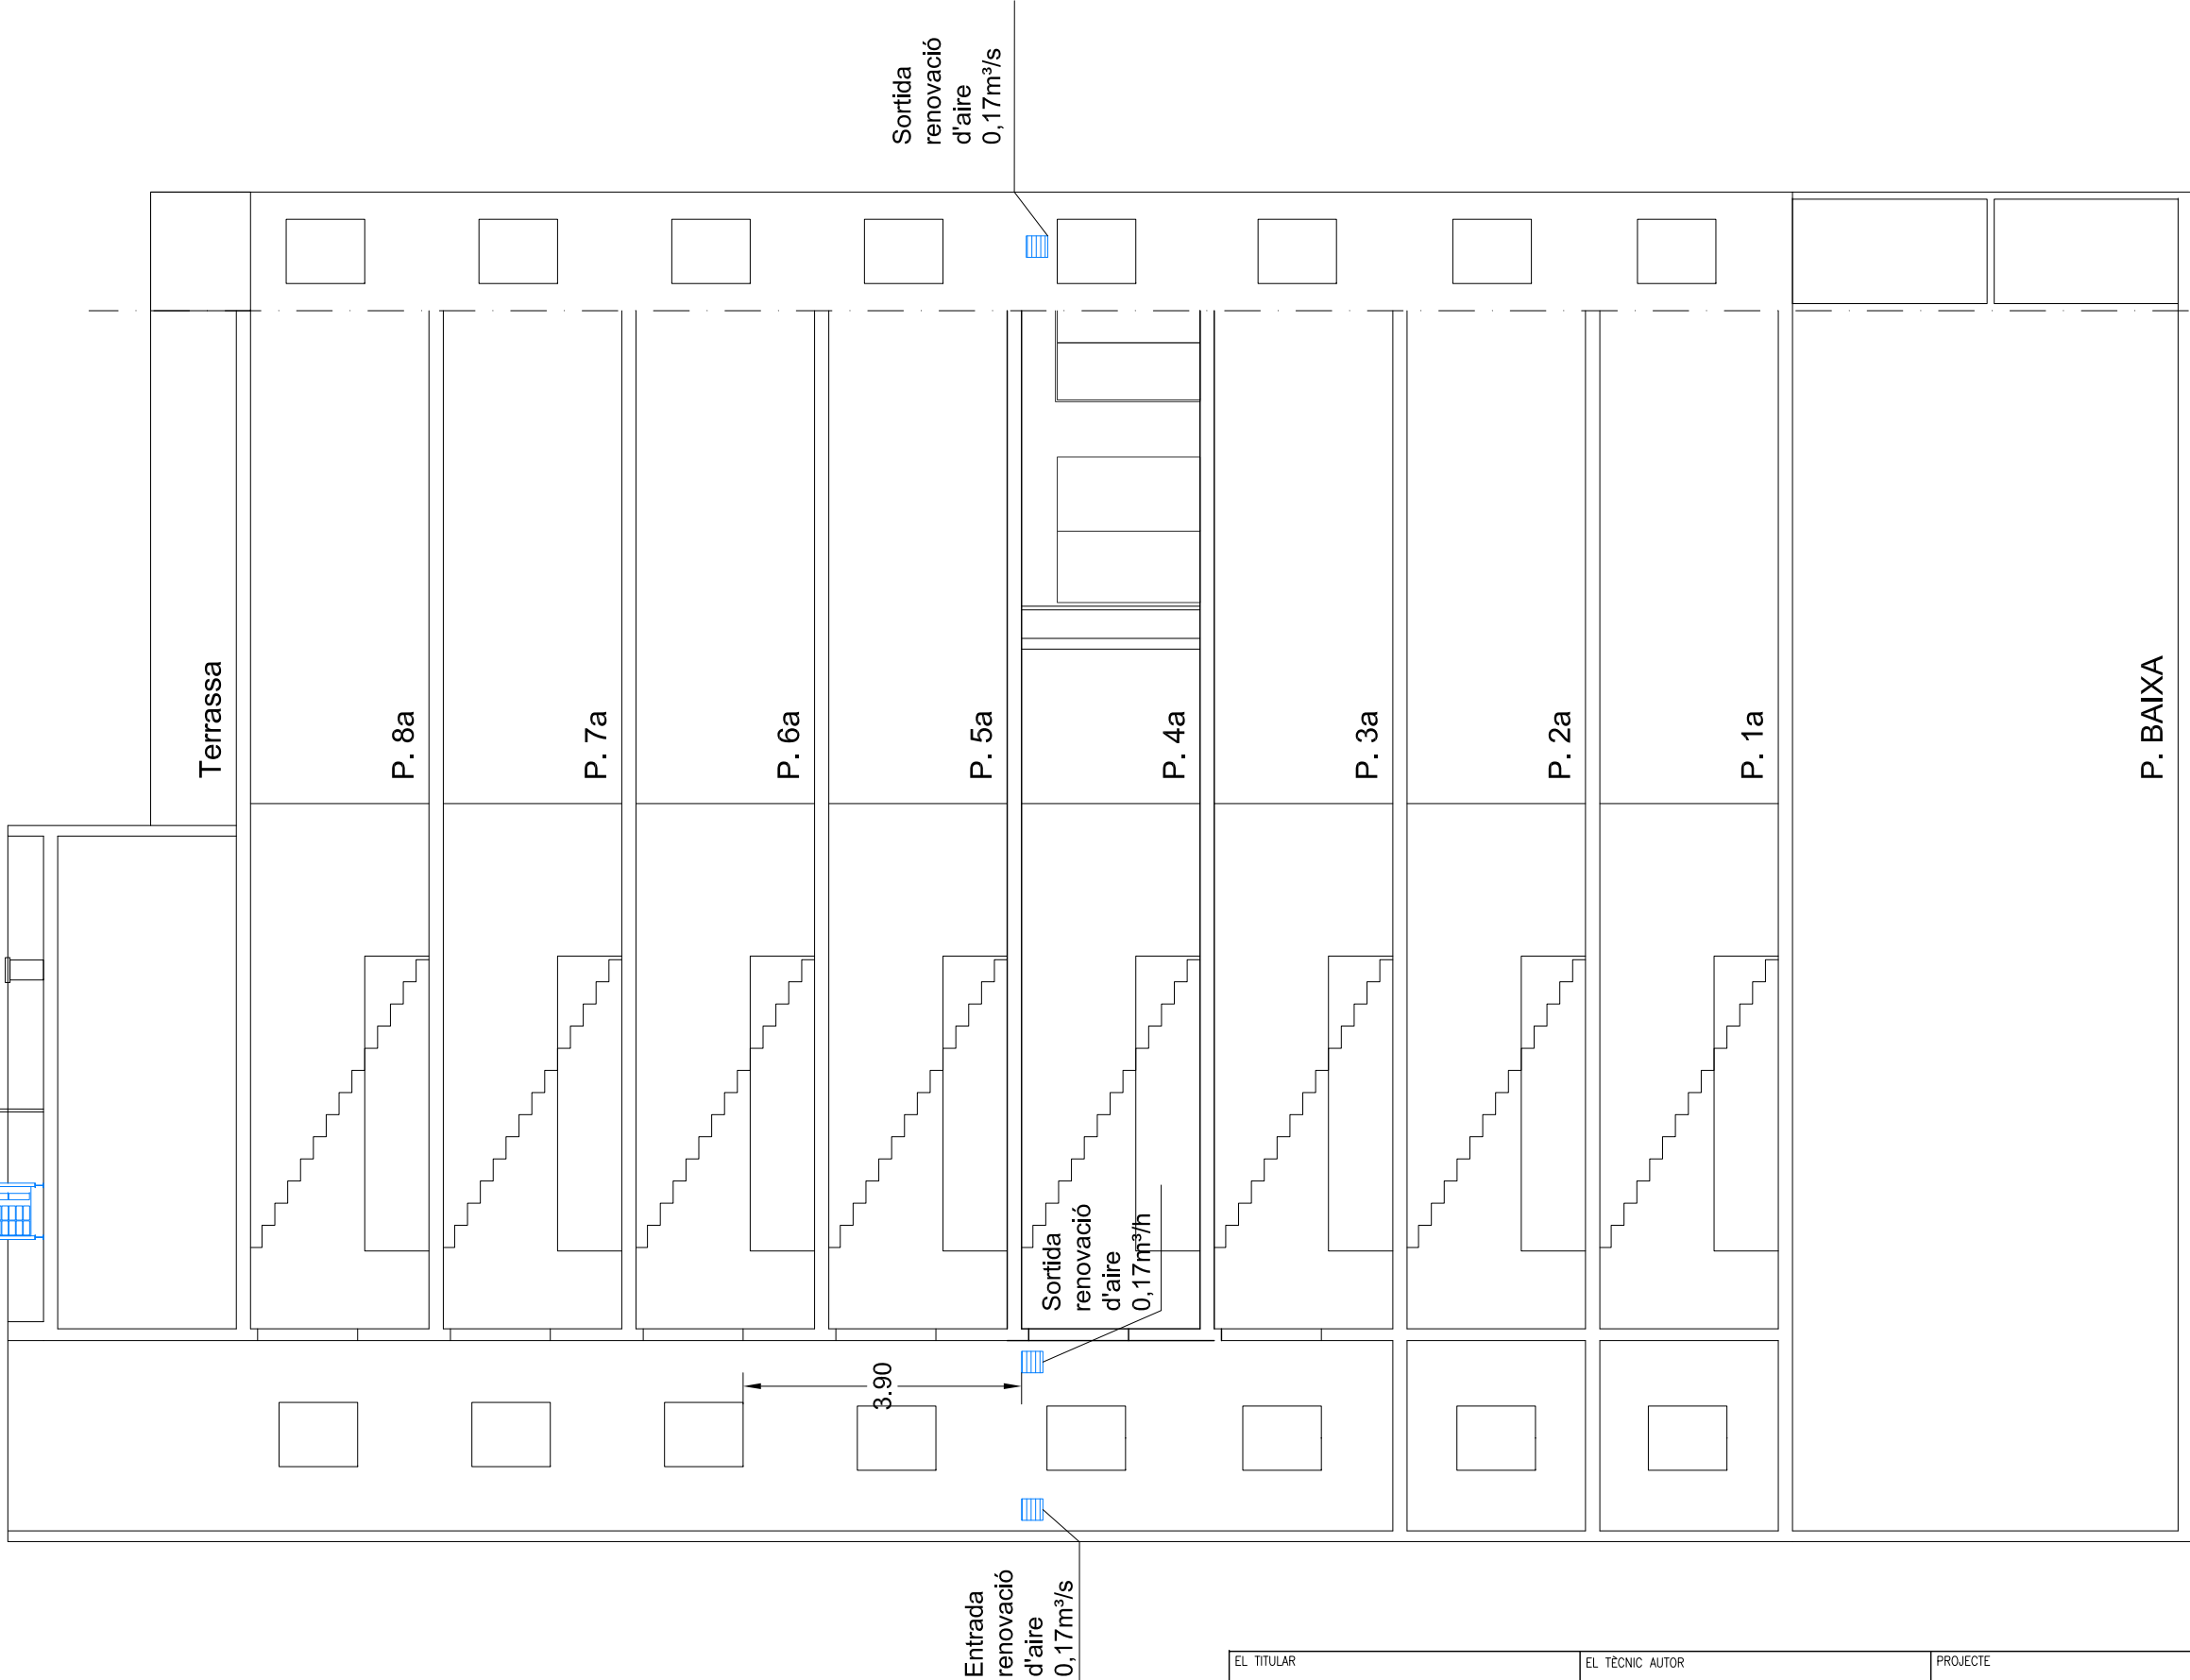 Sortida
renovació
d'aire
0,17m³/s
Terrassa
P. 8a
P. 7a
P. 6a
P. 5a
P. 4a
P. 3a
P. 2a
P. 1a
P. BAIXA
Sortida
renovació
d'aire
0,17m³/h
3.90
Entrada
renovació
d'aire
0,17m³/s
EL TITULAR
EL TÈCNIC AUTOR
PROJECTE